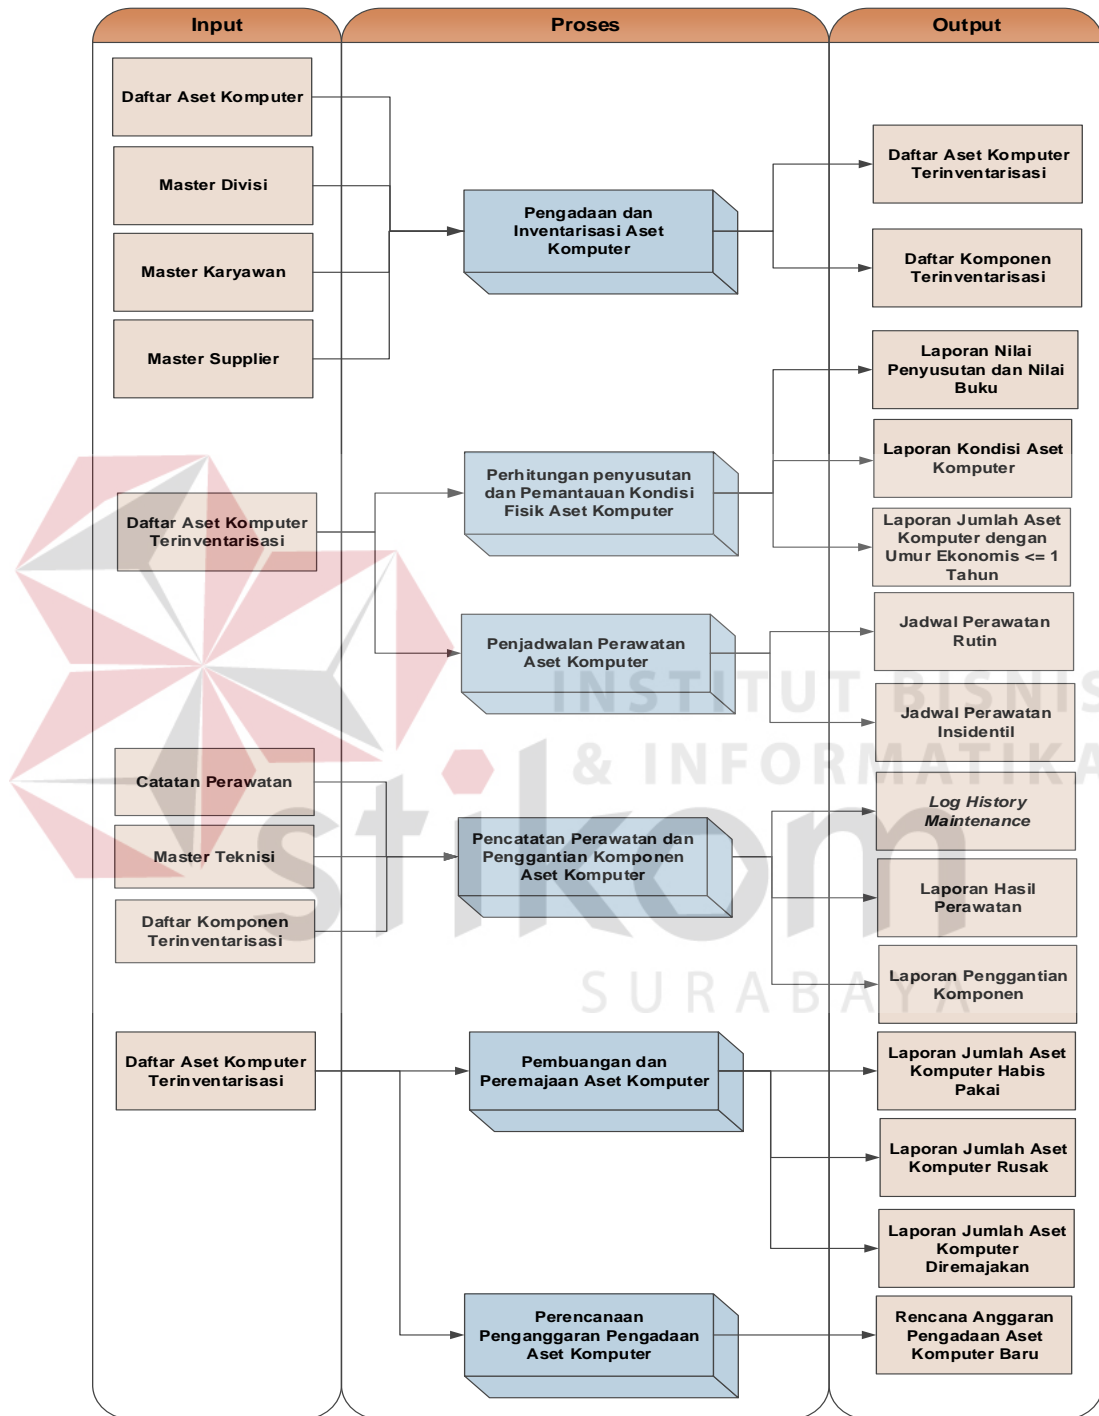 Input
Proses
Output
Daftar Aset Komputer
Master Divisi
Master Karyawan
Master Supplier
Pengadaan dan
Inventarisasi Aset
Komputer
Daftar Aset Komputer
Terinventarisasi
Daftar Komponen
Terinventarisasi
Daftar Aset Komputer
Terinventarisasi
Perhitungan penyusutan
dan Pemantauan Kondisi
Fisik Aset Komputer
Laporan Nilai
Penyusutan dan Nilai
Buku
Laporan Kondisi Aset
Komputer
Laporan Jumlah Aset
Komputer dengan
Umur Ekonomis <= 1
Tahun
Penjadwalan Perawatan
Aset Komputer
Jadwal Perawatan
Rutin
Jadwal Perawatan
Insidentil
INSTITUT BISNIS
& INFORMATIKA
stikom
SURABAYA
Catatan Perawatan
Master Teknisi
Daftar Komponen
Terinventarisasi
Pencatatan Perawatan dan
Penggantian Komponen
Aset Komputer
Log History
Maintenance
Laporan Hasil
Perawatan
Laporan Penggantian
Komponen
Daftar Aset Komputer
Terinventarisasi
Pembuangan dan
Peremajaan Aset Komputer
Laporan Jumlah Aset
Komputer Habis
Pakai
Laporan Jumlah Aset
Komputer Rusak
Laporan Jumlah Aset
Komputer
Diremajakan
Perencanaan
Penganggaran Pengadaan
Aset Komputer
Rencana Anggaran
Pengadaan Aset
Komputer Baru